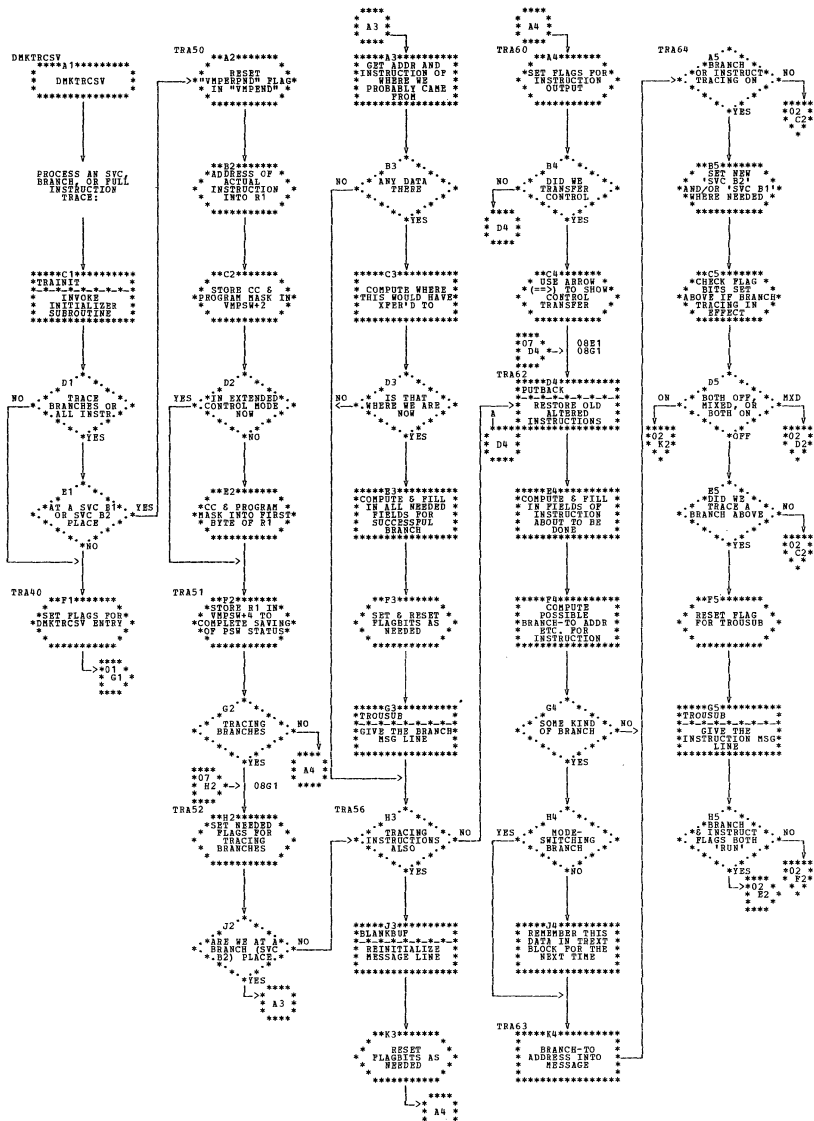 DMKTRCSV
A1
DMKTRCSV
PROCESS AN SVC,
BRANCH, OR FULL
INSTRUCTION
TRACE:
C1
TRAINIT
INVOKE
INITIALIZER
SUBROUTINE
D1
TRACE
BRANCHES OR
ALL INSTR.
NO
YES
E1
AT A SVC B1
OR SVC B2
PLACE
YES
NO
TRA40
F1
SET FLAGS FOR
DMKTRCSV ENTRY
01
G1
TRA50
A2
RESET
"VMPERPND" FLAG
IN "VMPEND"
B2
ADDRESS OF
ACTUAL
INSTRUCTION
INTO R1
C2
STORE CC &
PROGRAM MASK IN
VMPSW+2
D2
IN EXTENDED
CONTROL MODE
NOW
YES
NO
E2
CC & PROGRAM
MASK INTO FIRST
BYTE OF R1
TRA51
F2
STORE R1 IN
VMPSW+4 TO
COMPLETE SAVING
OF PSW STATUS
G2
TRACING
BRANCHES
NO
A4
YES
07
H2
08G1
TRA52
H2
SET NEEDED
FLAGS FOR
TRACING
BRANCHES
J2
ARE WE AT A
BRANCH (SVC
B2) PLACE.
NO
YES
A3
A3
A3
GET ADDR AND
INSTRUCTION OF
WHERE WE
PROBABLY CAME
FROM
B3
ANY DATA
THERE
NO
YES
C3
COMPUTE WHERE
THIS WOULD HAVE
XFER'D TO
D3
IS THAT
WHERE WE ARE
NOW
NO
YES
E3
COMPUTE & FILL
IN ALL NEEDED
FIELDS FOR
SUCCESSFUL
BRANCH
F3
SET & RESET
FLAGBITS AS
NEEDED
G3
TROUSUB
GIVE THE BRANCH
MSG LINE
TRA56
H3
TRACING
INSTRUCTIONS
ALSO
NO
YES
J3
BLANKBUF
REINITIALIZE
MESSAGE LINE
K3
RESET
FLAGBITS AS
NEEDED
A4
A4
TRA60
A4
SET FLAGS FOR
INSTRUCTION
OUTPUT
B4
DID WE
TRANSFER
CONTROL
NO
D4
YES
C4
USE ARROW
(==>) TO SHOW
CONTROL
TRANSFER
07
D4
08E1
08G1
TRA62
D4
PUTBACK
RESTORE OLD
ALTERED
INSTRUCTIONS
D4
E4
COMPUTE & FILL
IN FIELDS OF
INSTRUCTION
ABOUT TO BE
DONE
F4
COMPUTE
POSSIBLE
BRANCH-TO ADDR
ETC. FOR
INSTRUCTION
G4
SOME KIND
OF BRANCH
NO
YES
H4
MODE-
SWITCHING
BRANCH
YES
NO
J4
REMEMBER THIS
DATA IN TREXT
BLOCK FOR THE
NEXT TIME
TRA63
K4
BRANCH-TO
ADDRESS INTO
MESSAGE
TRA64
A5
BRANCH
OR INSTRUCT
TRACING ON
NO
02
C2
YES
B5
SET NEW
'SVC B2'
AND/OR 'SVC B1'
WHERE NEEDED
C5
CHECK FLAG
BITS SET
ABOVE IF BRANCH
TRACING IN
EFFECT
D5
BOTH OFF,
MIXED, OR
BOTH ON
ON
02
K2
MXD
02
D2
OFF
E5
DID WE
TRACE A
BRANCH ABOVE
NO
02
C2
YES
F5
RESET FLAG
FOR TROUSUB
G5
TROUSUB
GIVE THE
INSTRUCTION MSG
LINE
H5
BRANCH
& INSTRUCT
FLAGS BOTH
'RUN'
NO
02
F2
YES
02
E2